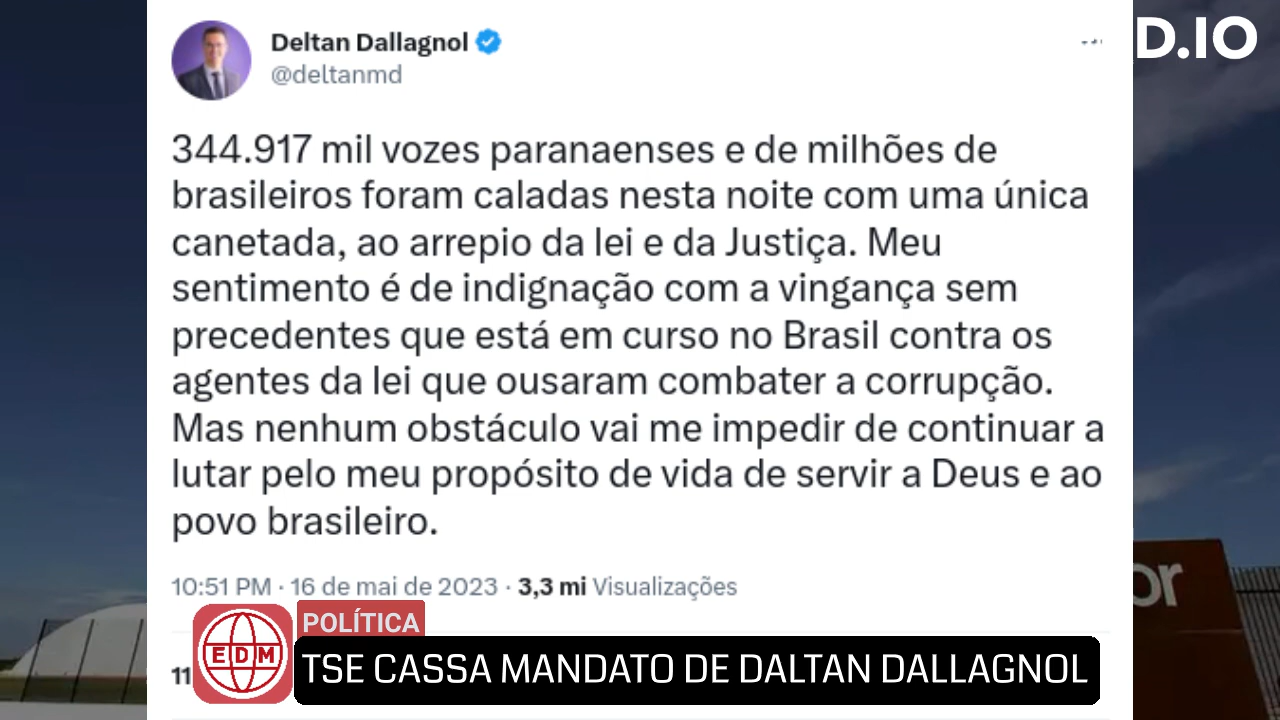 Deltan Dallagnol
@deltanmd
D.IO
344.917 mil vozes paranaenses e de milhões de
brasileiros foram caladas nesta noite com uma única
canetada, ao arrepio da lei e da Justiça. Meu
sentimento é de indignação com a vingança sem
precedentes que está em curso no Brasil contra os
agentes da lei que ousaram combater a corrupção.
Mas nenhum obstáculo vai me impedir de continuar a
lutar pelo meu propósito de vida de servir a Deus e ao
povo brasileiro.
10:51 PM · 16 de mai de 2023 · 3,3 mi Visualizações
or
POLÍTICA
EDM
11
TSE CASSA MANDATO DE DALTAN DALLAGNOL